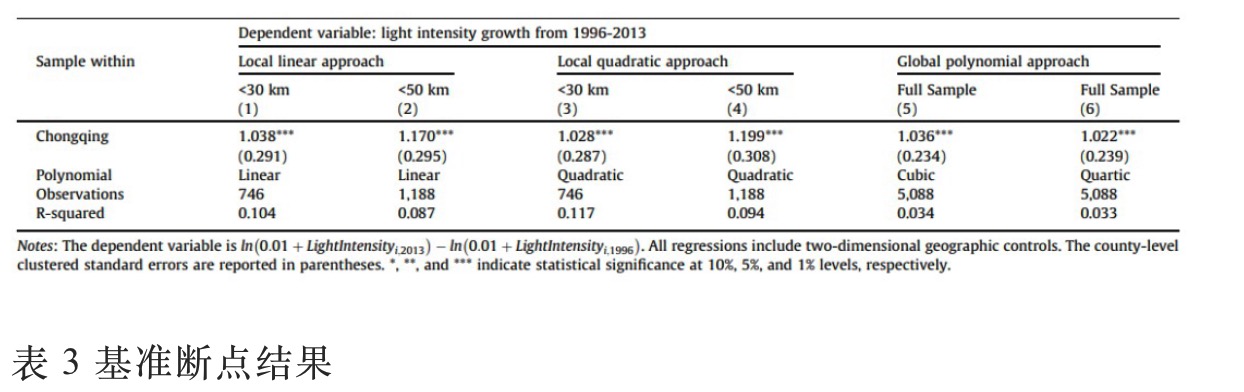 Dependent variable: light intensity growth from 1996-2013
Sample within Local linear approach Local quadratic approach Global polynomial approach
<30 km <50 km <30 km <50 km Full Sample Full Sample
(1) (2) (3) (4) (5) (6)
Chongqing 1.038*** 1.170*** 1.028*** 1.199*** 1.036*** 1.022***
(0.291) (0.295) (0.287) (0.308) (0.234) (0.239)
Polynomial Linear Linear Quadratic Quadratic Cubic Quartic
Observations 746 1,188 746 1,188 5,088 5,088
R-squared 0.104 0.087 0.117 0.094 0.034 0.033
Notes: The dependent variable is ln(0.01 + LightIntensityi,2013) − ln(0.01 + LightIntensityi,1996). All regressions include two-dimensional geographic controls. The county-level
clustered standard errors are reported in parentheses. *, **, and *** indicate statistical significance at 10%, 5%, and 1% levels, respectively.
表 3 基准断点结果